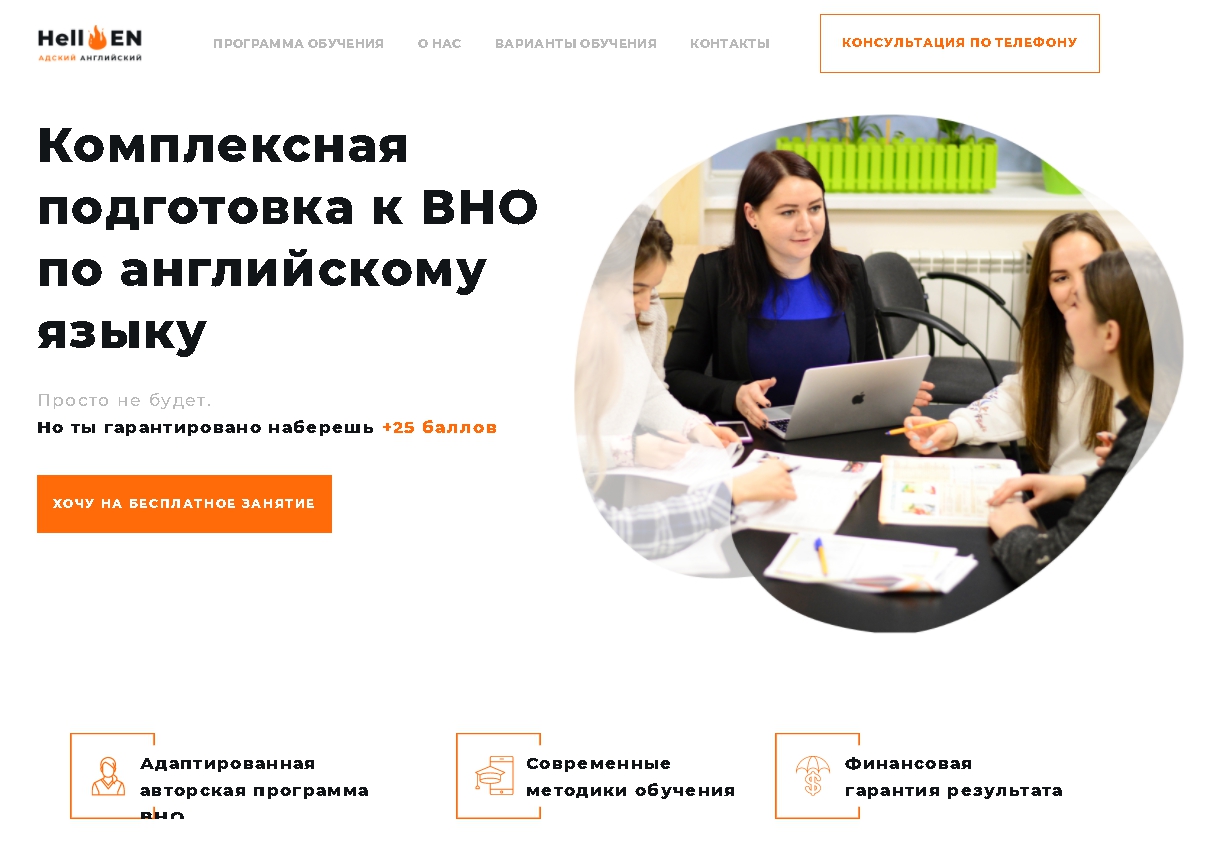 Hell EN
АДСКИЙ АНГЛИЙСКИЙ
ПРОГРАММА ОБУЧЕНИЯ
О НАС
ВАРИАНТЫ ОБУЧЕНИЯ
КОНТАКТЫ
КОНСУЛЬТАЦИЯ ПО ТЕЛЕФОНУ
Комплексная
подготовка к ВНО
по английскому
языку
Просто не будет.
Но ты гарантировано наберешь +25 баллов
ХОЧУ НА БЕСПЛАТНОЕ ЗАНЯТИЕ
Адаптированная
авторская программа
ВНО
Современные
методики обучения
Финансовая
гарантия результата